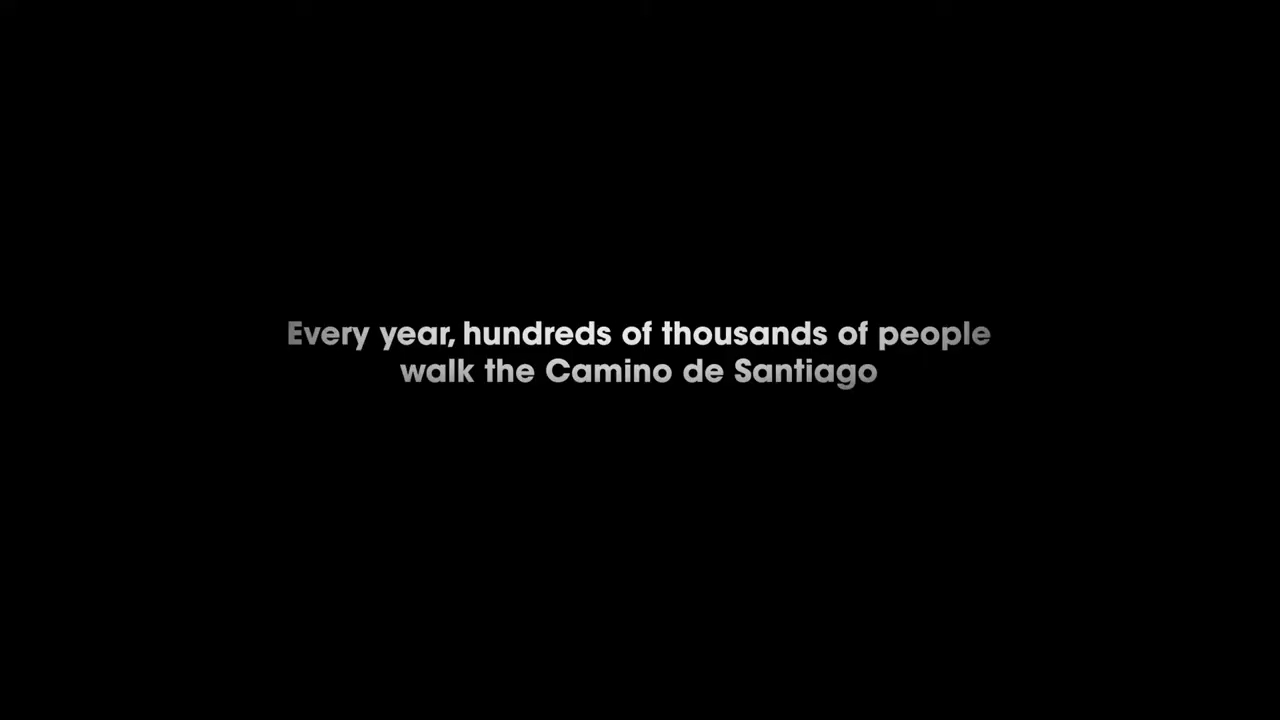 Every year, hundreds of thousands of people
walk the Camino de Santiago